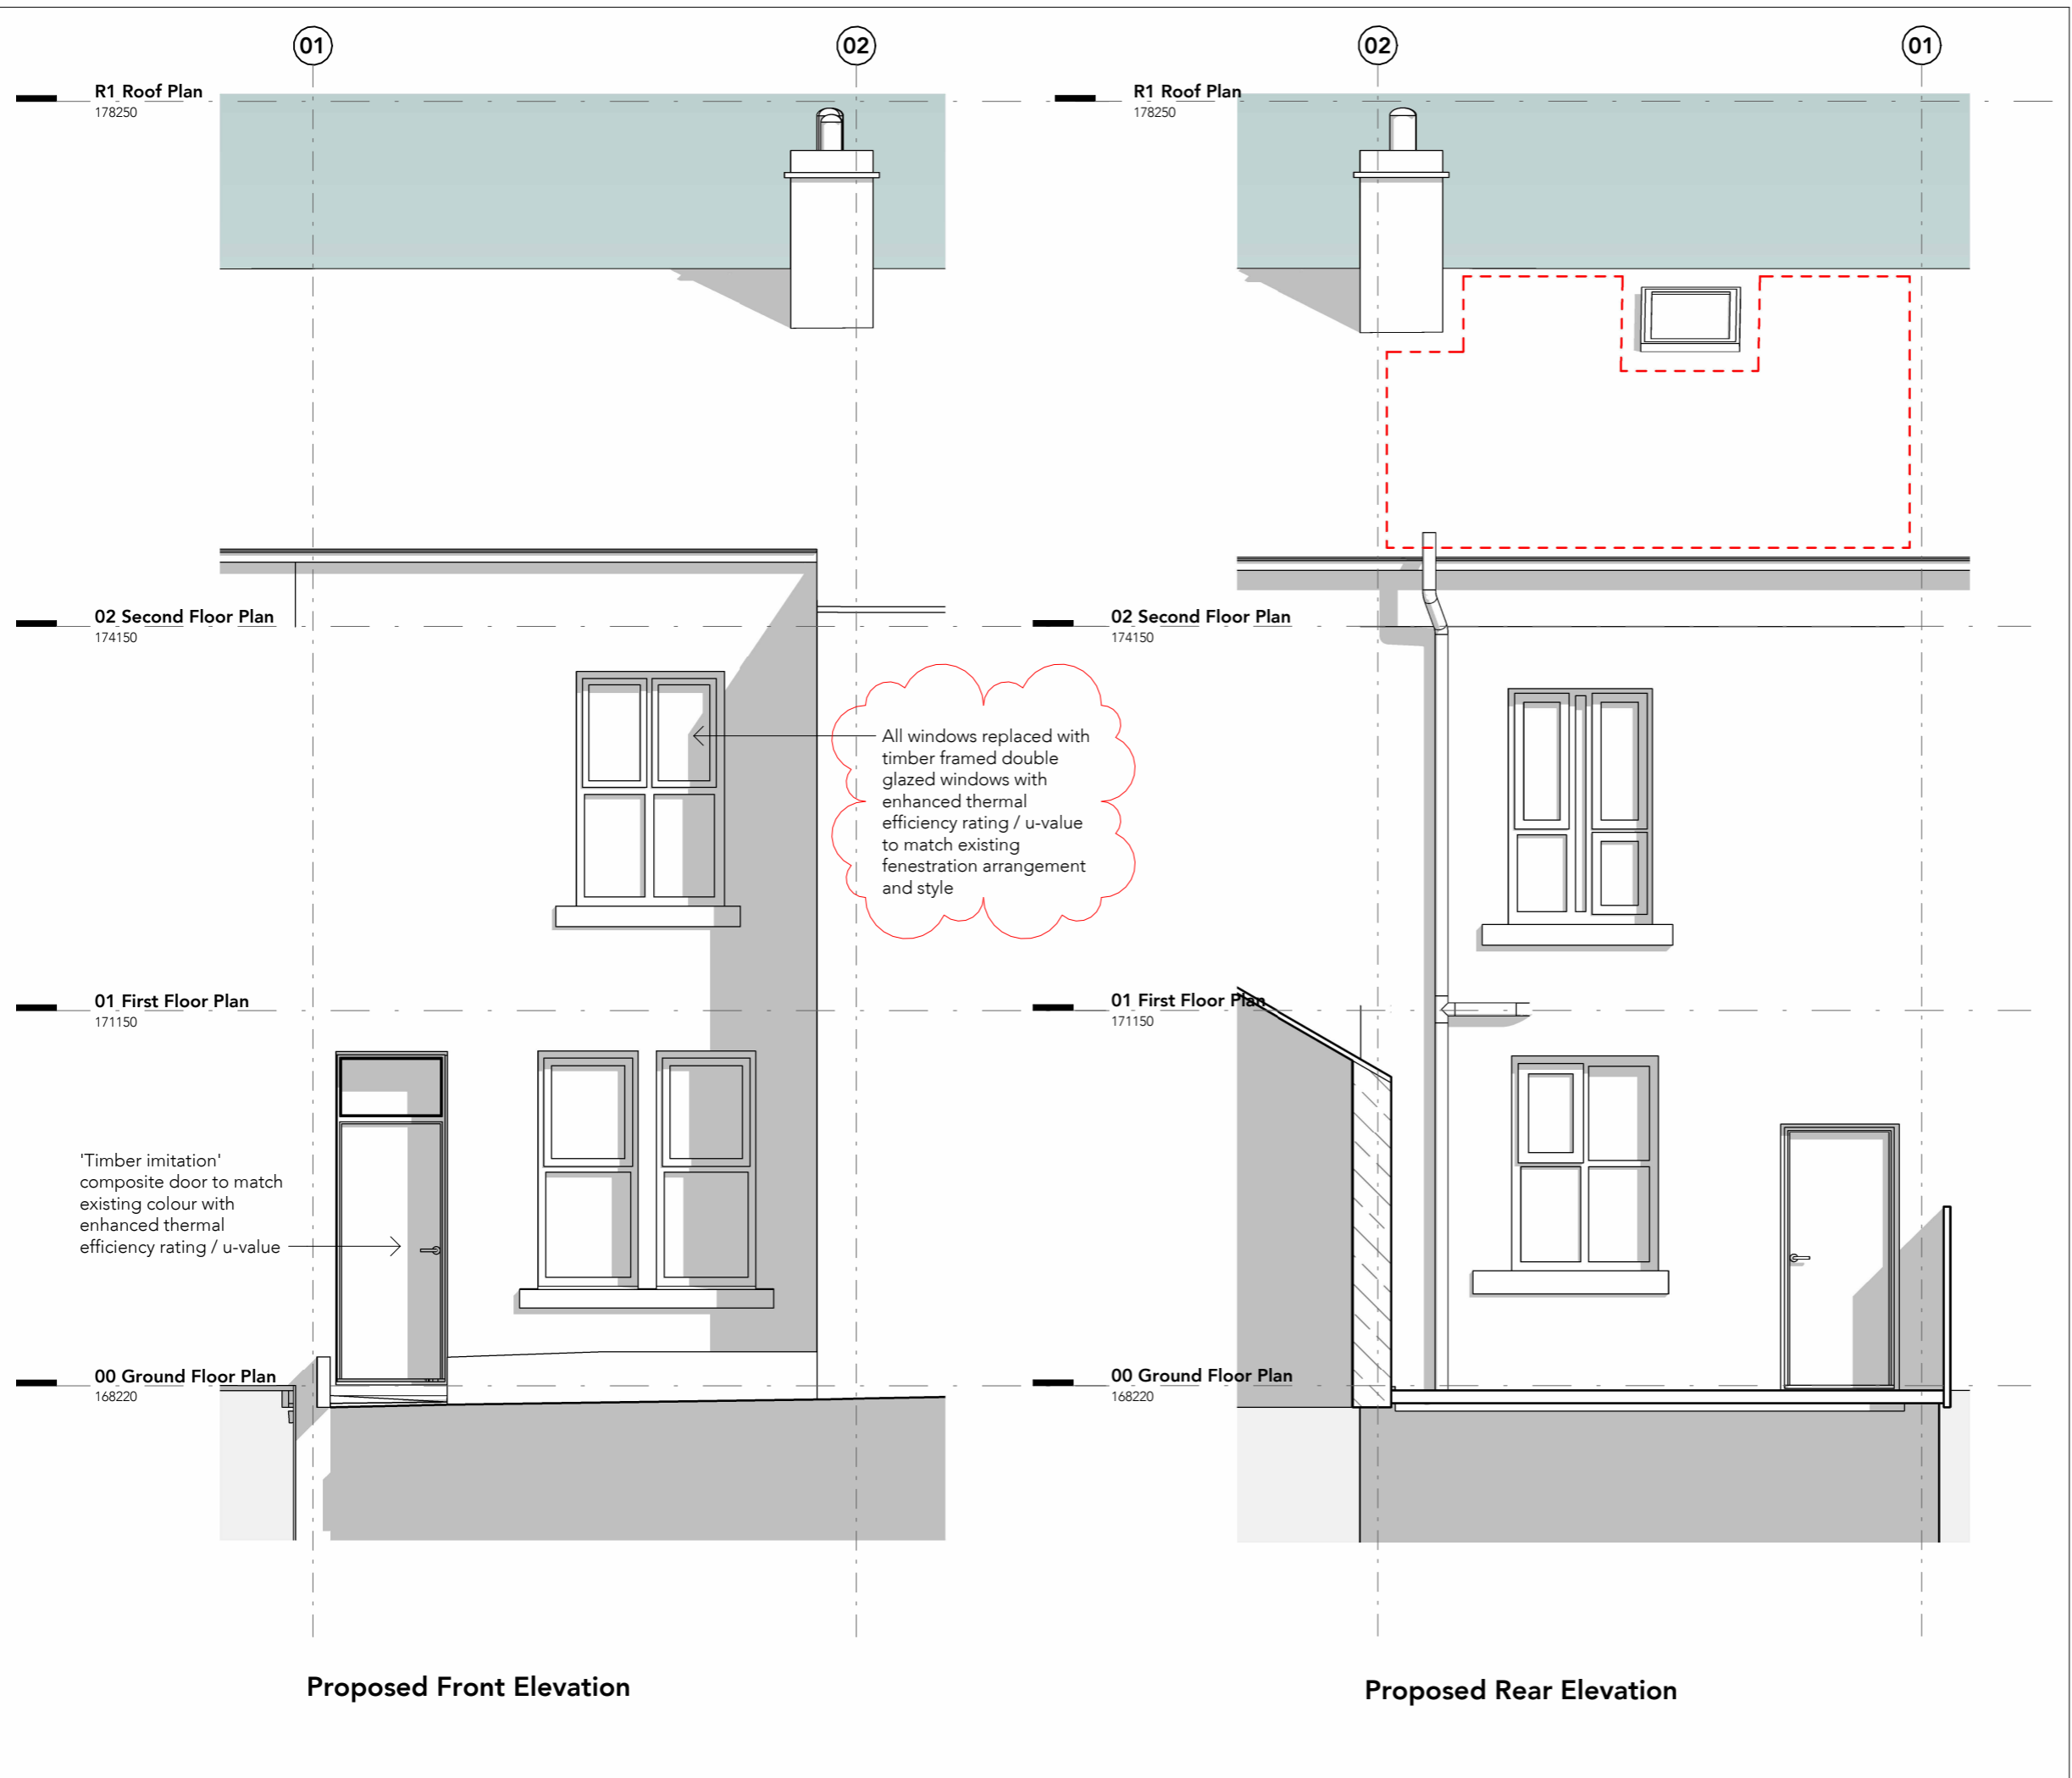 01
02
R1 Roof Plan
178250
02 Second Floor Plan
174150
All windows replaced with
timber framed double
glazed windows with
enhanced thermal
efficiency rating / u-value
to match existing
fenestration arrangement
and style
01 First Floor Plan
171150
'Timber imitation'
composite door to match
existing colour with
enhanced thermal
efficiency rating / u-value
00 Ground Floor Plan
168220
Proposed Front Elevation
02
01
R1 Roof Plan
178250
02 Second Floor Plan
174150
01 First Floor Plan
171150
00 Ground Floor Plan
168220
Proposed Rear Elevation